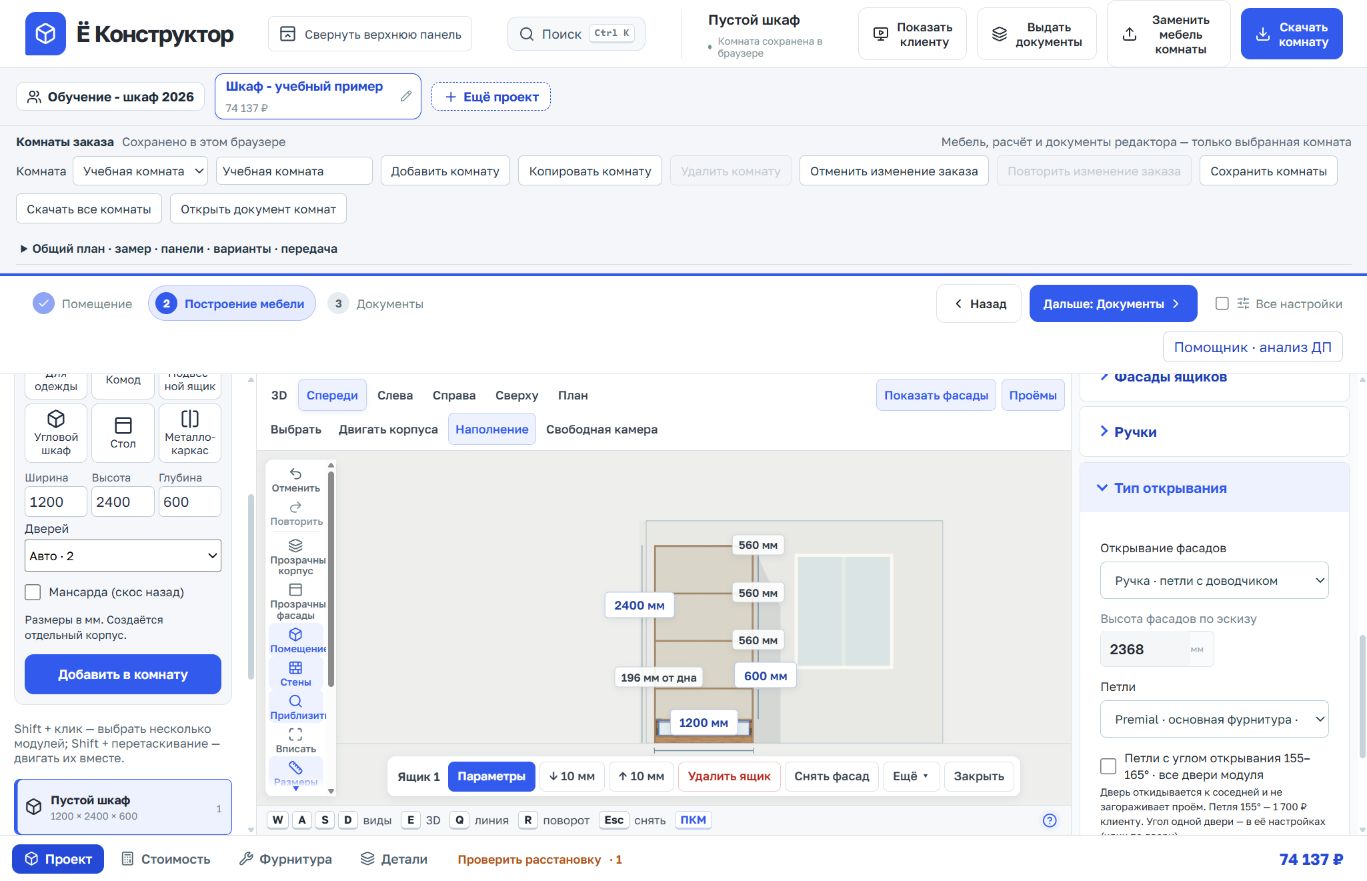 Ё Конструктор
Свернуть верхнюю панель
Поиск Ctrl K
Пустой шкаф
Комната сохранена в
браузере
Показать
клиенту
Выдать
документы
Заменить
мебель
комнаты
Скачать
комнату
Обучение - шкаф 2026
Шкаф - учебный пример
74 137 ₽
+ Ещё проект
Комнаты заказа Сохранено в этом браузере
Мебель, расчёт и документы редактора — только выбранная комната
Комната Учебная комната Учебная комната Добавить комнату Копировать комнату Удалить комнату Отменить изменение заказа Повторить изменение заказа Сохранить комнаты
Скачать все комнаты Открыть документ комнат
Общий план · замер · панели · варианты · передача
Помещение 2 Построение мебели 3 Документы
Назад Дальше: Документы Все настройки
Помощник · анализ ДП
Для
одежды
Комод
Подвес
ной ящик
Угловой
шкаф
Стол
Металло-
каркас
Ширина Высота Глубина
1200 2400 600
Дверей
Авто · 2
Мансарда (скос назад)
Размеры в мм. Создаётся
отдельный корпус.
Добавить в комнату
Shift + клик — выбрать несколько
модулей; Shift + перетаскивание —
двигать их вместе.
Пустой шкаф 1
1200 × 2400 × 600
3D Спереди Слева Справа Сверху План
Показать фасады Проёмы
Выбрать Двигать корпуса Наполнение Свободная камера
Отменить
Повторить
Прозрачны
корпус
Прозрачны
фасады
Помещение
Стены
Приблизить
Вписать
Размеры
560 мм
560 мм
2400 мм
560 мм
196 мм от дна
600 мм
1200 мм
Ящик 1 Параметры ↓ 10 мм ↑ 10 мм Удалить ящик Снять фасад Ещё ▾ Закрыть
W A S D виды E 3D Q линия R поворот Esc снять ПКМ ?
Фасады ящиков
Ручки
Тип открывания
Открывание фасадов
Ручка · петли с доводчиком
Высота фасадов по эскизу
2368 мм
Петли
Premial · основная фурнитура ·
Петли с углом открывания 155–
165° · все двери модуля
Дверь откидывается к соседней и не
загораживает проём. Петля 155° — 1 700 ₽
клиенту. Угол одной двери — в её настройках
Проект Стоимость Фурнитура Детали Проверить расстановку · 1
74 137 ₽